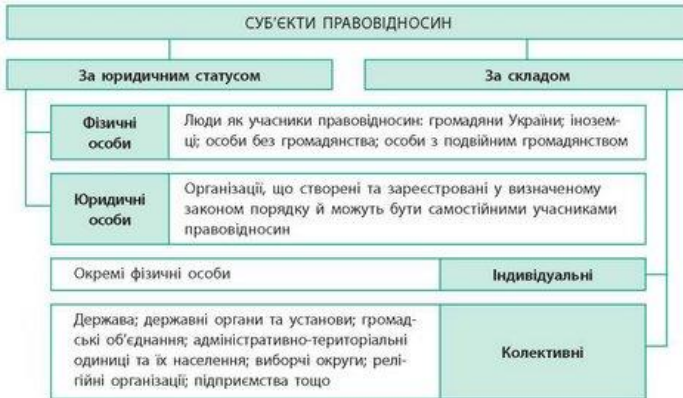 СУБ'ЄКТИ ПРАВОВІДНОСИН
За юридичним статусом
За складом
Фізичні
особи
Люди як учасники правовідносин: громадяни України; інозем-
ці; особи без громадянства; особи з подвійним громадянством
Юридичні
особи
Організації, що створені та зареєстровані у визначеному
законом порядку й можуть бути самостійними учасниками
правовідносин
Окремі фізичні особи
Індивідуальні
Держава; державні органи та установи; громад-
ські об'єднання; адміністративно-територіальні
одиниці та їх населення; виборчі округи; релі-
гійні організації; підприємства тощо
Колективні